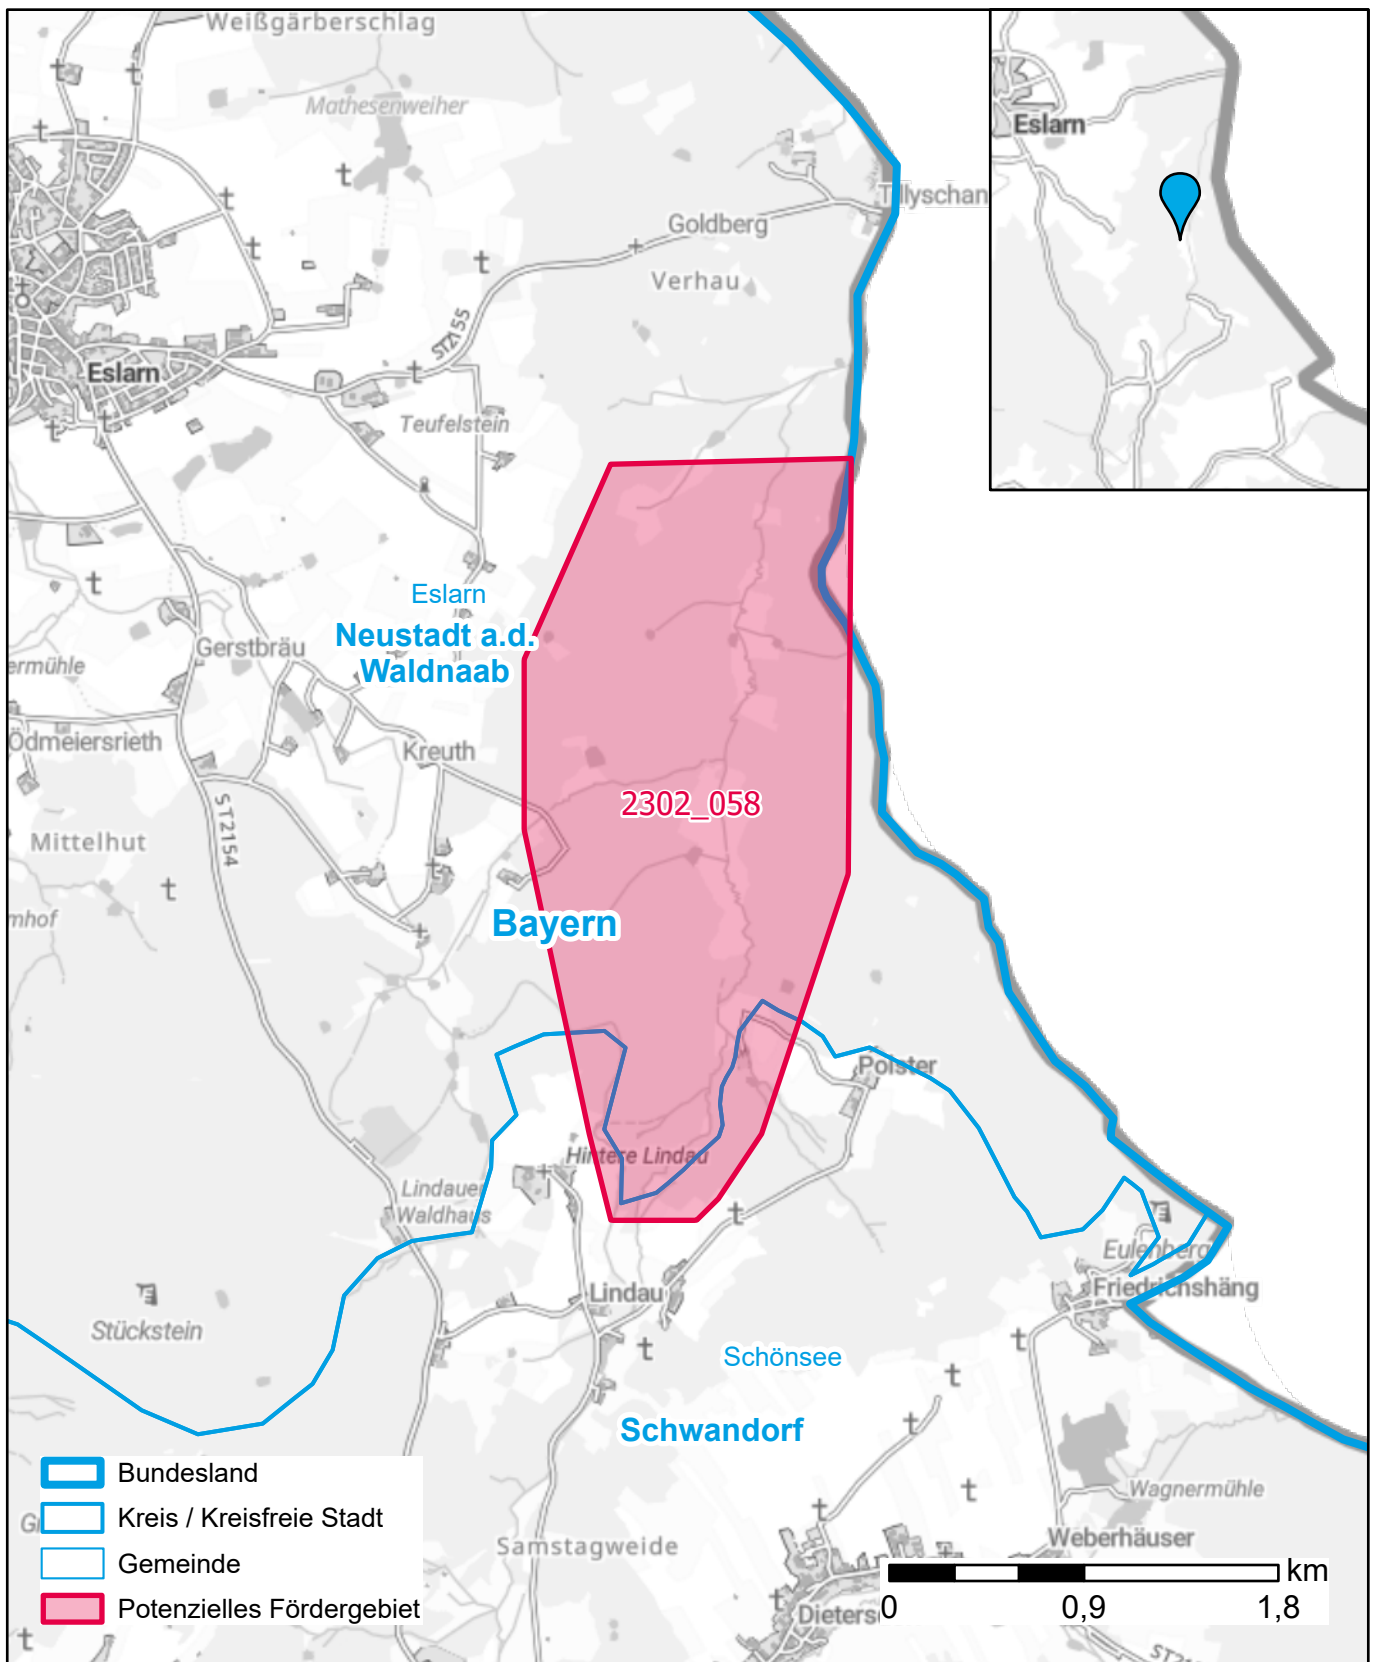 Weißgärberschlag
Mathesenweiher
Eslarn
Tillyschan
Goldberg
Verhau
ST2155
Eslarn
Teufelstein
Eslarn
Neustadt a.d.
Waldnaab
Gerstbräu
ermühle
Ödmeiersrieth
Kreuth
2302_058
ST2154
Mittelhut
mhof
Bayern
Polster
Hintere Lindau
Lindauer
Waldhaus
Eulenberg
Friedrichshäng
Lindau
Stückstein
Schönsee
Schwandorf
Wagnermühle
Weberhäuser
Samstagweide
Dieters
Bundesland
Kreis / Kreisfreie Stadt
Gemeinde
Potenzielles Fördergebiet
km
0 0,9 1,8